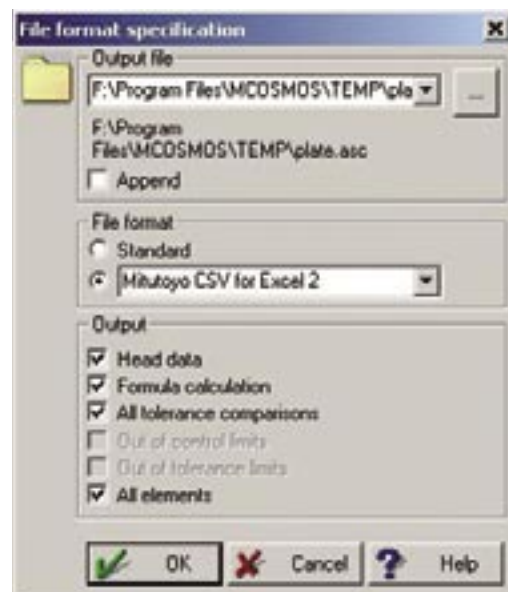 File format specification
Output file
F:\Program Files\MCOSMOS\TEMP\pla
...
F:\Program
Files\MCOSMOS\TEMP\plate.asc
Append
File format
Standard
Mitutoyo CSV for Excel 2
Output
Head data
Formula calculation
All tolerance comparisons
Out of control limits
Out of tolerance limits
All elements
OK Cancel ? Help